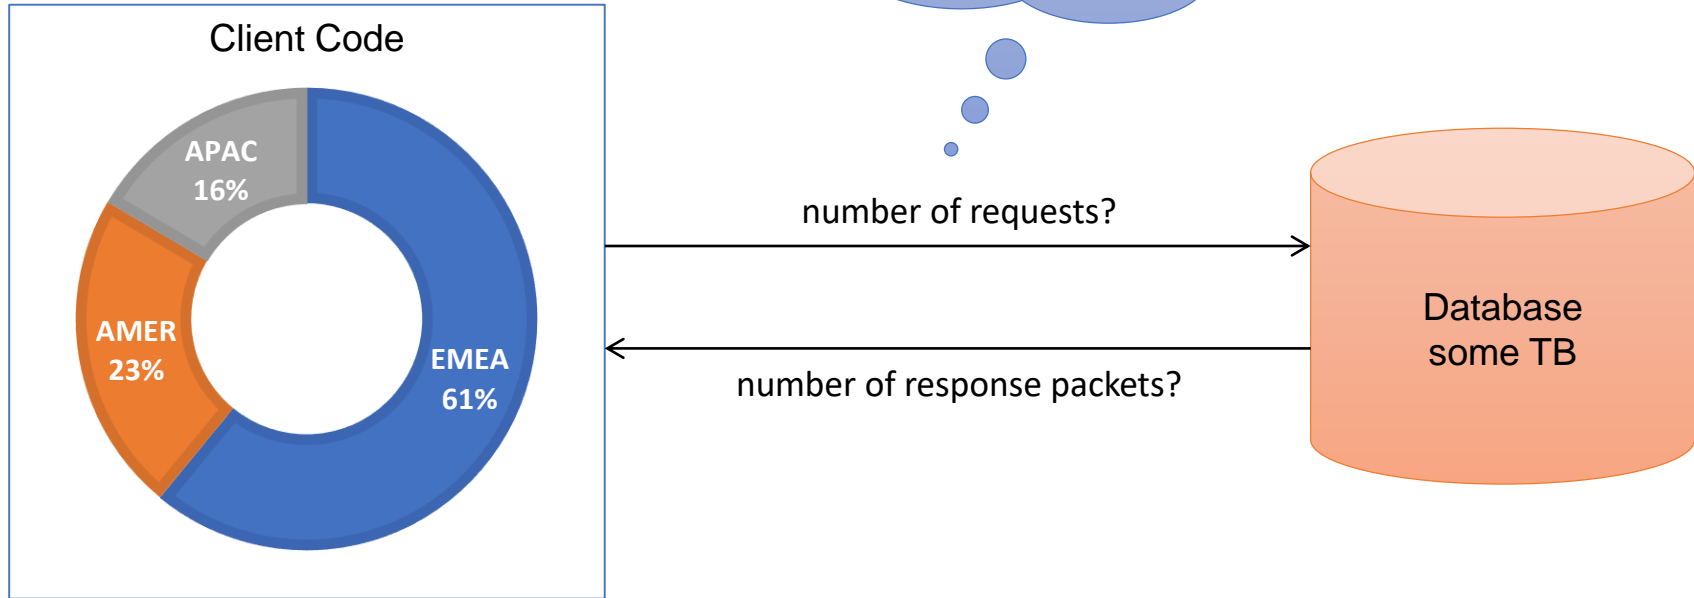 Client Code
APAC
16%
AMER
23%
EMEA
61%
number of requests?
number of response packets?
Database
some TB